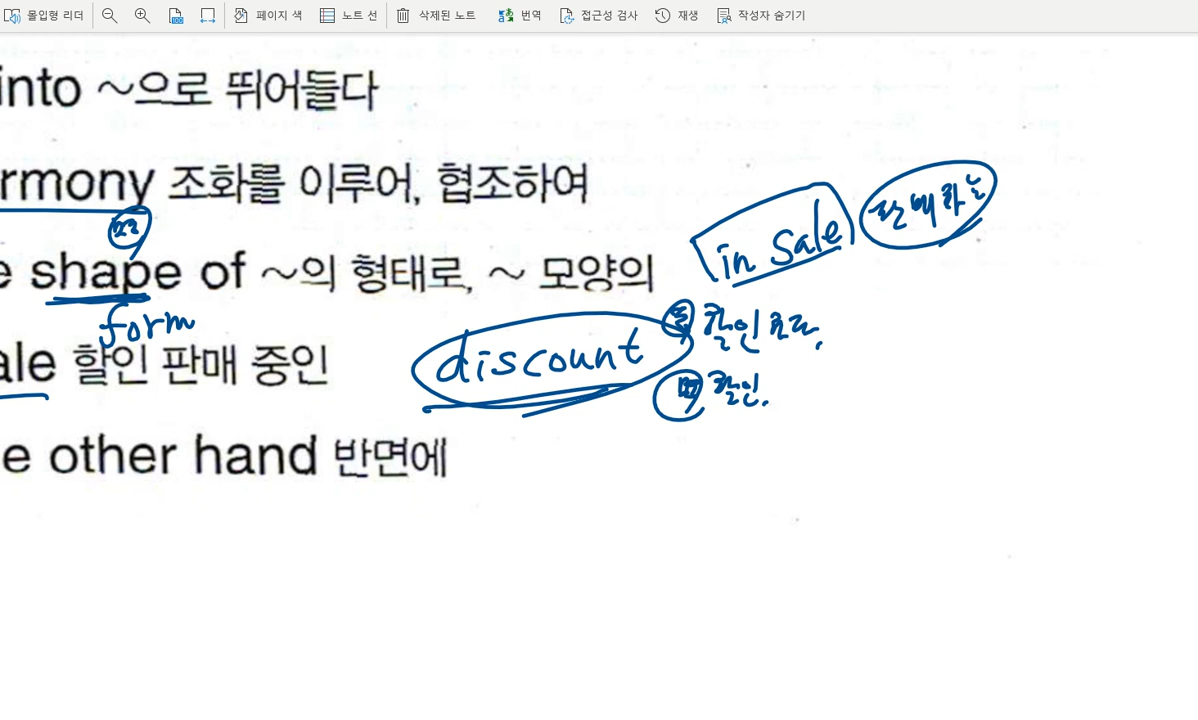 몰입형 리더 페이지 색 노트 선 삭제된 노트 번역 접근성 검사 재생 작성자 숨기기
into ~으로 뛰어들다
rmony 조화를 이루어, 협조하여
in sale 판매하는
e shape of ~의 형태로, ~ 모양의
form
동 할인하다,
ale 할인 판매 중인 discount
명 할인.
e other hand 반면에